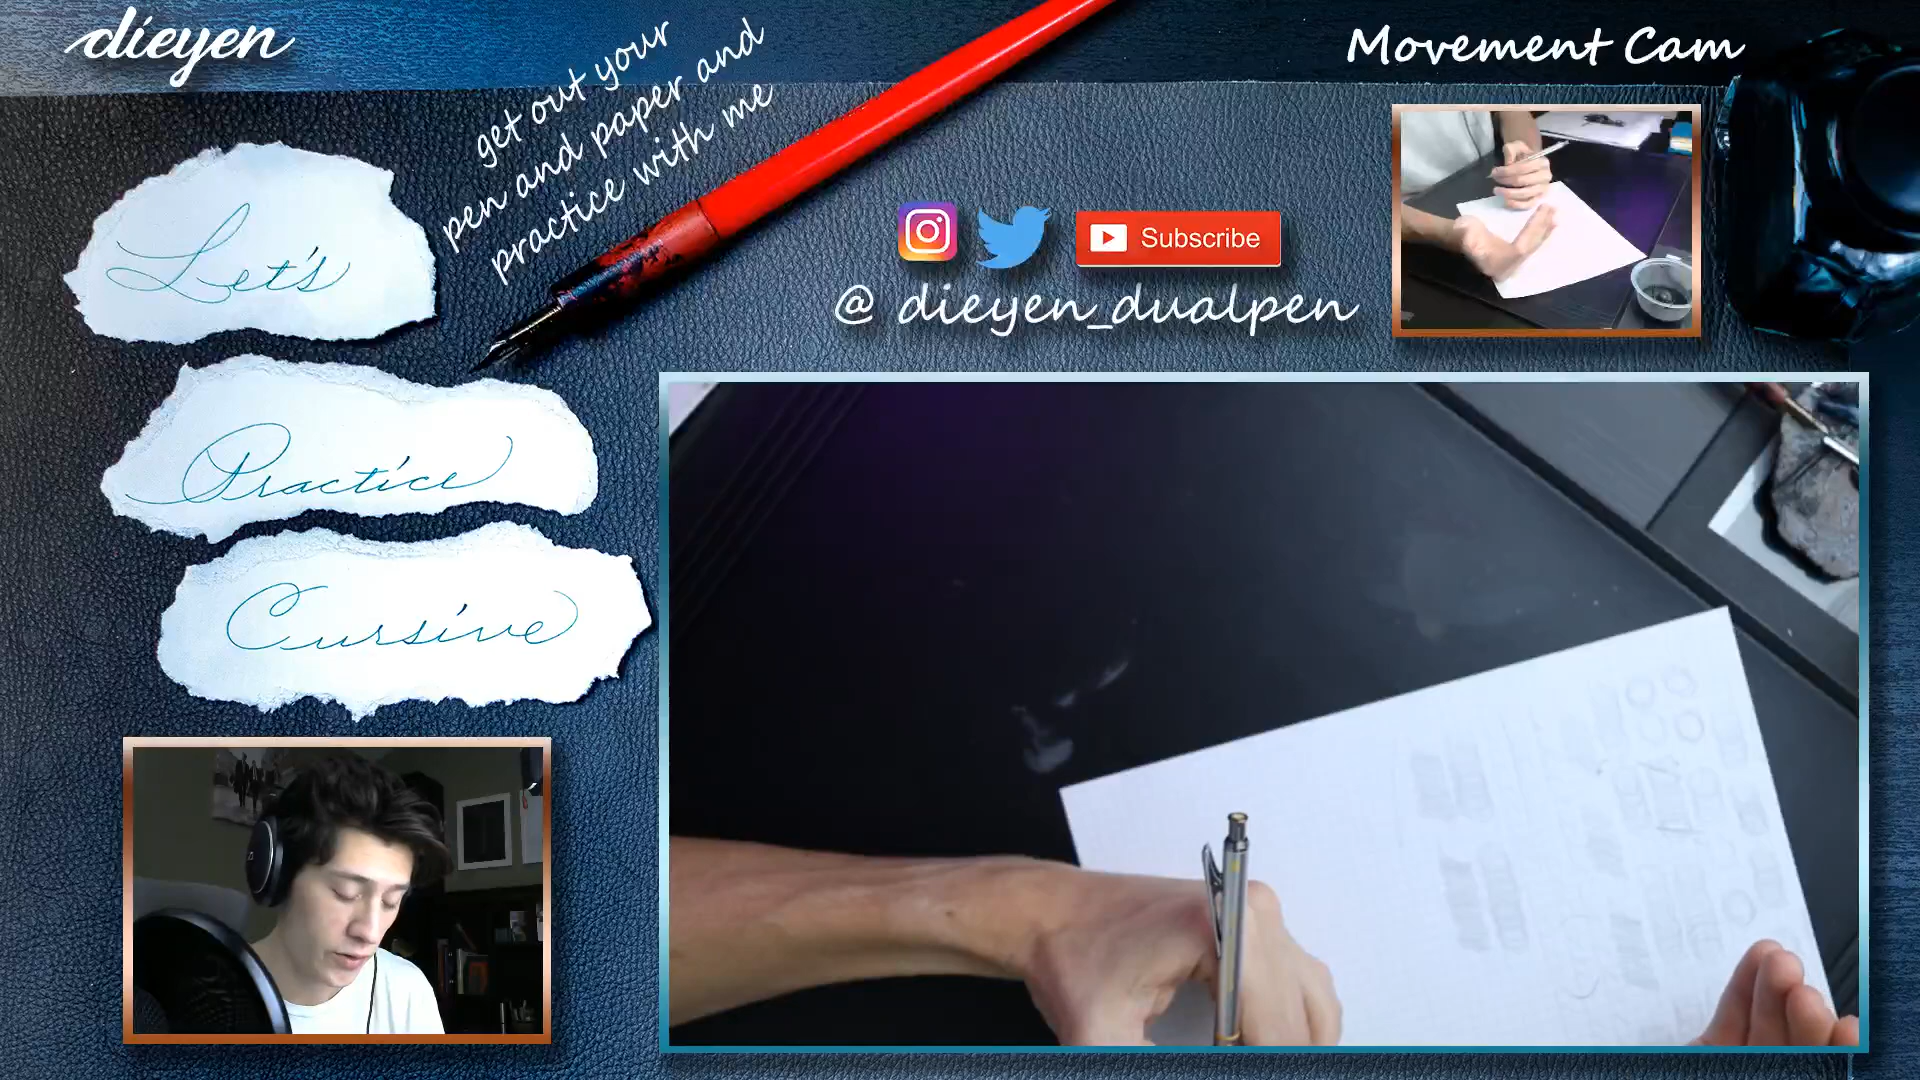 dieyen
get out your
pen and paper and
practice with me
Movement Cam
Let's
Practice
Cursive
Subscribe
@ dieyen_dualpen